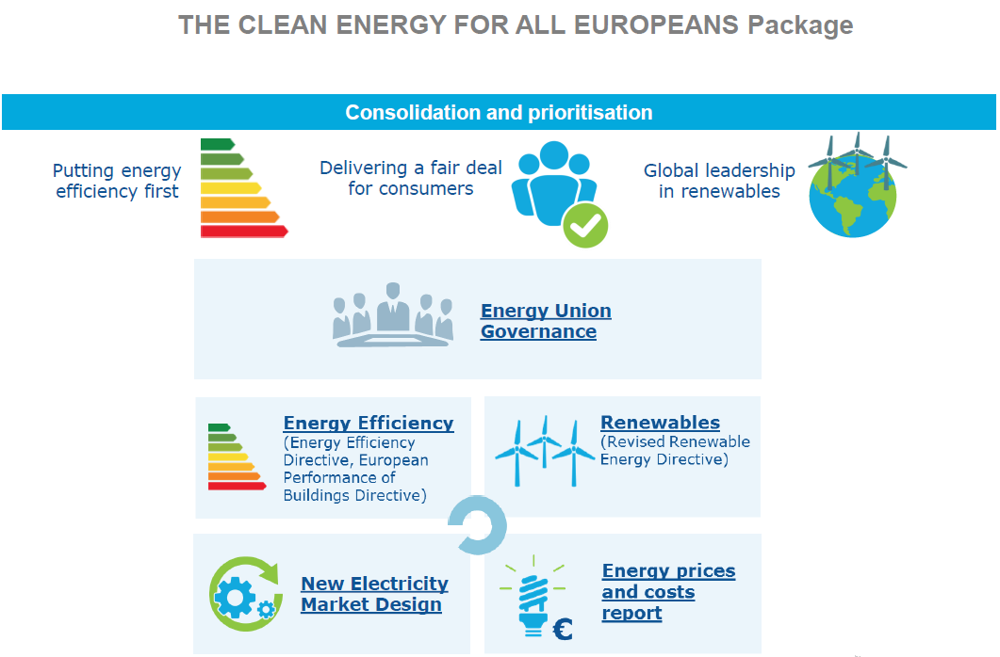 THE CLEAN ENERGY FOR ALL EUROPEANS Package
Consolidation and prioritisation
Putting energy
efficiency first
Delivering a fair deal
for consumers
Global leadership
in renewables
Energy Union
Governance
Energy Efficiency
(Energy Efficiency
Directive, European
Performance of
Buildings Directive)
Renewables
(Revised Renewable
Energy Directive)
New Electricity
Market Design
Energy prices
and costs
report
€